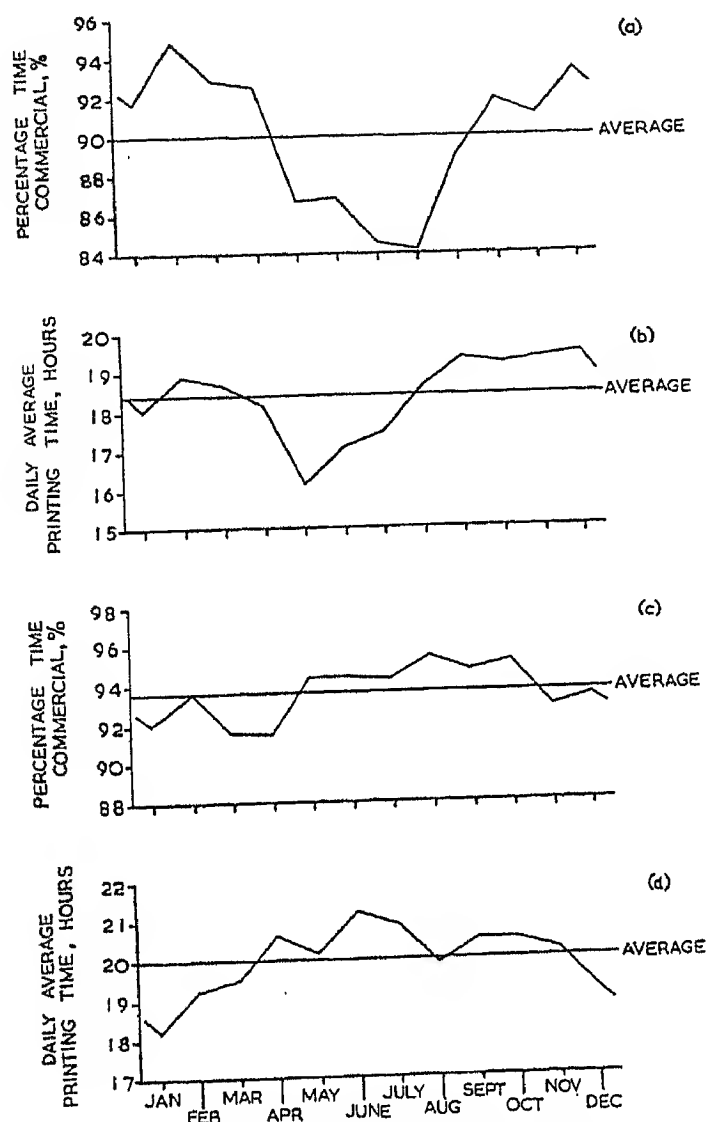 (a)
PERCENTAGE TIME
COMMERCIAL, %
96
94
92
90
88
86
84
AVERAGE
(b)
DAILY AVERAGE
PRINTING TIME, HOURS
20
19
18
17
16
15
AVERAGE
(c)
PERCENTAGE TIME
COMMERCIAL, %
98
96
94
92
90
88
AVERAGE
(d)
DAILY AVERAGE
PRINTING TIME, HOURS
22
21
20
19
18
17
AVERAGE
JAN FEB MAR APR MAY JUNE JULY AUG SEPT OCT NOV DEC